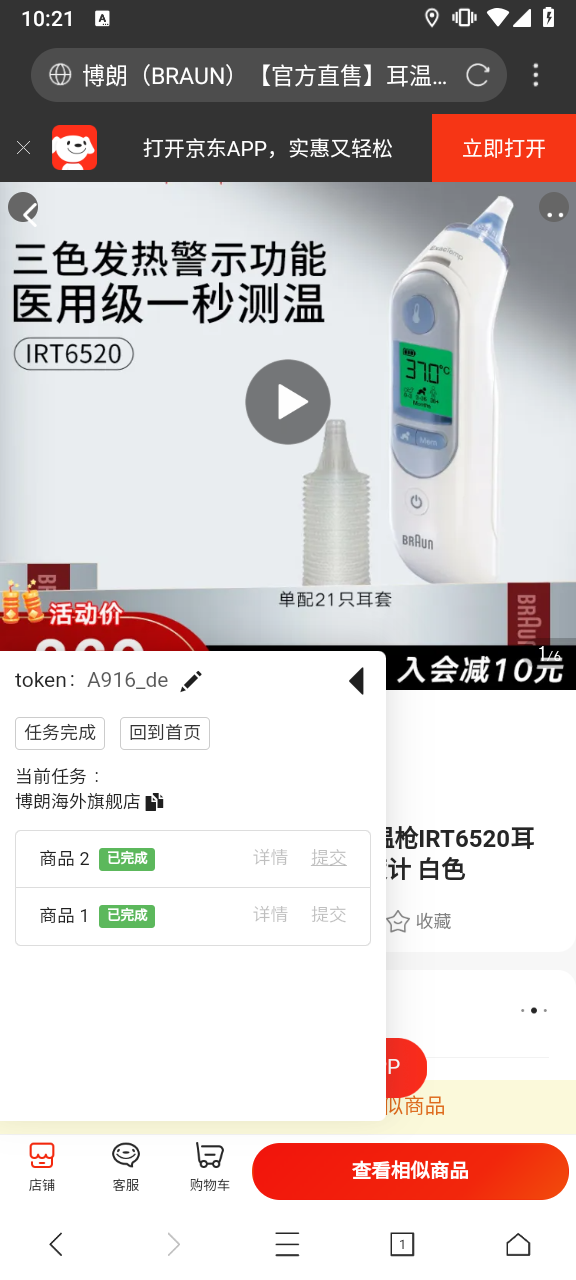 10:21
博朗（BRAUN）【官方直售】耳温...
打开京东APP，实惠又轻松
立即打开
三色发热警示功能
医用级一秒测温
IRT6520
ExacTemp
37.0°C
Months
Mem
BRAUN
单配21只耳套
BRAUN
活动价
入会减10元
1/6
token： A916_de
任务完成
回到首页
当前任务：
博朗海外旗舰店
商品 2 已完成 详情 提交
商品 1 已完成 详情 提交
温枪IRT6520耳
计 白色
收藏
P
似商品
店铺
客服
购物车
查看相似商品
1